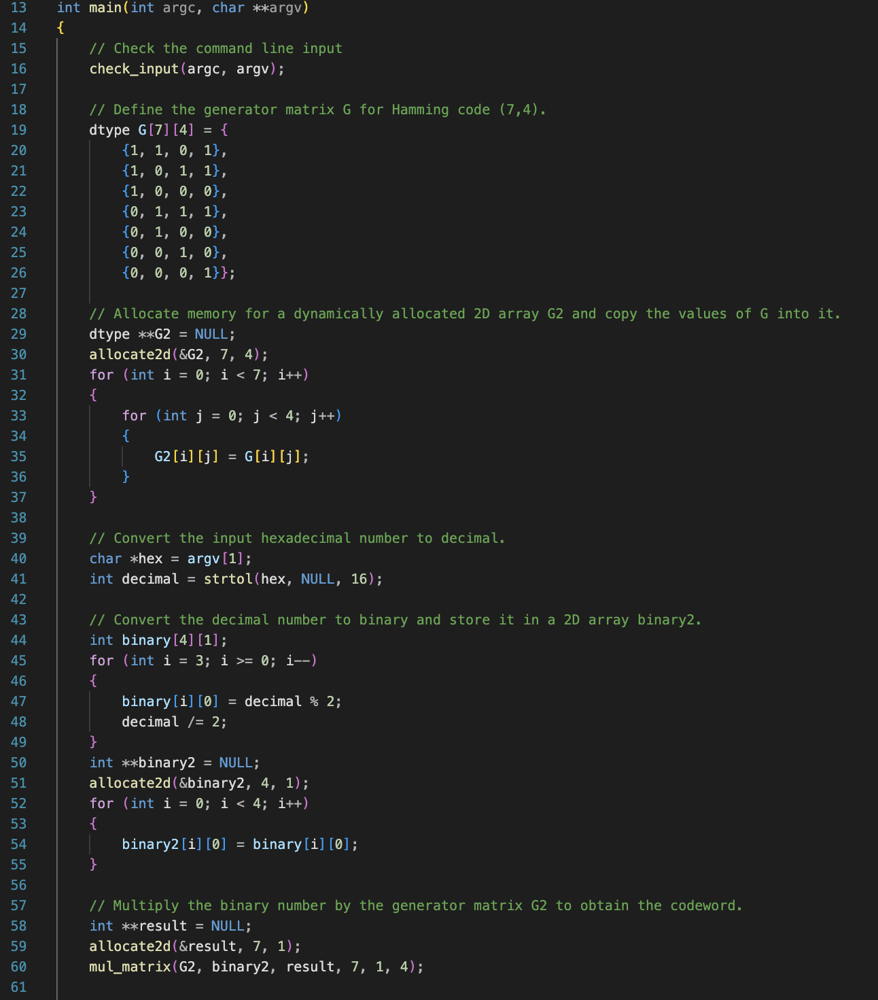 13 int main(int argc, char **argv)
14 {
15 // Check the command line input
16 check_input(argc, argv);
17
18 // Define the generator matrix G for Hamming code (7,4).
19 dtype G[7][4] = {
20 {1, 1, 0, 1},
21 {1, 0, 1, 1},
22 {1, 0, 0, 0},
23 {0, 1, 1, 1},
24 {0, 1, 0, 0},
25 {0, 0, 1, 0},
26 {0, 0, 0, 1}};
27
28 // Allocate memory for a dynamically allocated 2D array G2 and copy the values of G into it.
29 dtype **G2 = NULL;
30 allocate2d(&G2, 7, 4);
31 for (int i = 0; i < 7; i++)
32 {
33 for (int j = 0; j < 4; j++)
34 {
35 G2[i][j] = G[i][j];
36 }
37 }
38
39 // Convert the input hexadecimal number to decimal.
40 char *hex = argv[1];
41 int decimal = strtol(hex, NULL, 16);
42
43 // Convert the decimal number to binary and store it in a 2D array binary2.
44 int binary[4][1];
45 for (int i = 3; i >= 0; i--)
46 {
47 binary[i][0] = decimal % 2;
48 decimal /= 2;
49 }
50 int **binary2 = NULL;
51 allocate2d(&binary2, 4, 1);
52 for (int i = 0; i < 4; i++)
53 {
54 binary2[i][0] = binary[i][0];
55 }
56
57 // Multiply the binary number by the generator matrix G2 to obtain the codeword.
58 int **result = NULL;
59 allocate2d(&result, 7, 1);
60 mul_matrix(G2, binary2, result, 7, 1, 4);
61